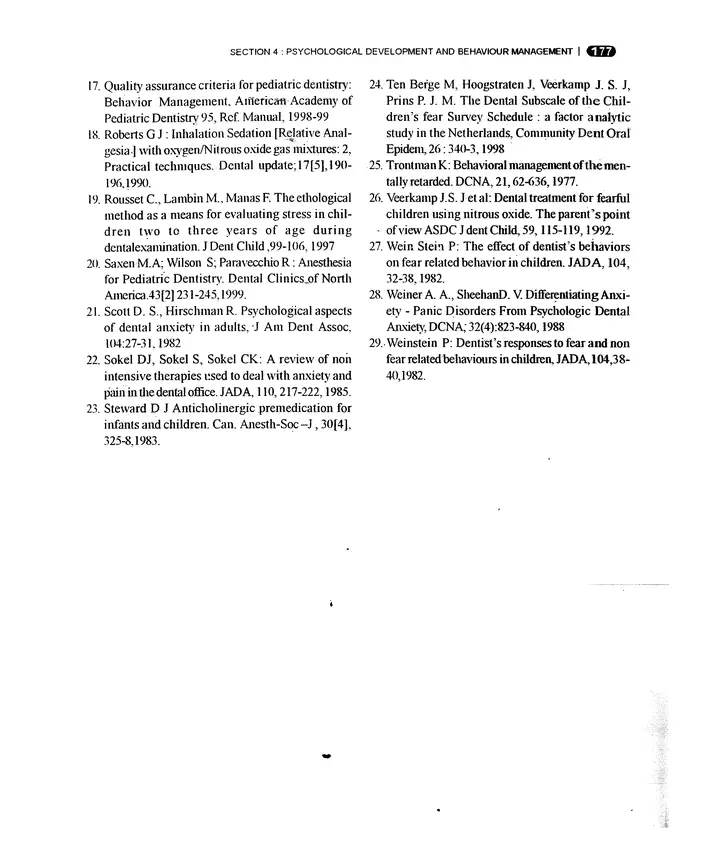 SECTION 4 : PSYCHOLOGICAL DEVELOPMENT AND BEHAVIOUR MANAGEMENT | 177
17. Quality assurance criteria for pediatric dentistry:
Behavior Management, American Academy of
Pediatric Dentistry 95, Ref. Manual, 1998-99
18. Roberts G J : Inhalation Sedation [Relative Anal-
gesia.] with oxygen/Nitrous oxide gas mixtures: 2,
Practical techniques. Dental update;17[5],190-
196,1990.
19. Rousset C., Lambin M., Manas F. The ethological
method as a means for evaluating stress in chil-
dren two to three years of age during
dentalexamination. J Dent Child ,99-106, 1997
20. Saxen M.A; Wilson S; Paravecchio R : Anesthesia
for Pediatric Dentistry. Dental Clinics of North
America.43[2] 231-245,1999.
21. Scott D. S., Hirschman R. Psychological aspects
of dental anxiety in adults, J Am Dent Assoc,
104:27-31, 1982
22. Sokel DJ, Sokel S, Sokel CK: A review of non
intensive therapies used to deal with anxiety and
pain in the dental office. JADA, 110, 217-222, 1985.
23. Steward D J Anticholinergic premedication for
infants and children. Can. Anesth-Soc –J , 30[4],
325-8,1983.
24. Ten Berge M, Hoogstraten J, Veerkamp J. S. J,
Prins P. J. M. The Dental Subscale of the Chil-
dren's fear Survey Schedule : a factor analytic
study in the Netherlands, Community Dent Oral
Epidem, 26 : 340-3, 1998
25. Trontman K: Behavioral management of the men-
tally retarded. DCNA, 21, 62-636, 1977.
26. Veerkamp J.S. J et al: Dental treatment for fearful
children using nitrous oxide. The parent's point
of view ASDC J dent Child, 59, 115-119, 1992.
27. Wein Stein P: The effect of dentist's behaviors
on fear related behavior in children. JADA, 104,
32-38, 1982.
28. Weiner A. A., SheehanD. V. Differentiating Anxi-
ety - Panic Disorders From Psychologic Dental
Anxiety, DCNA; 32(4):823-840, 1988
29. Weinstein P: Dentist's responses to fear and non
fear related behaviours in children, JADA, 104,38-
40,1982.